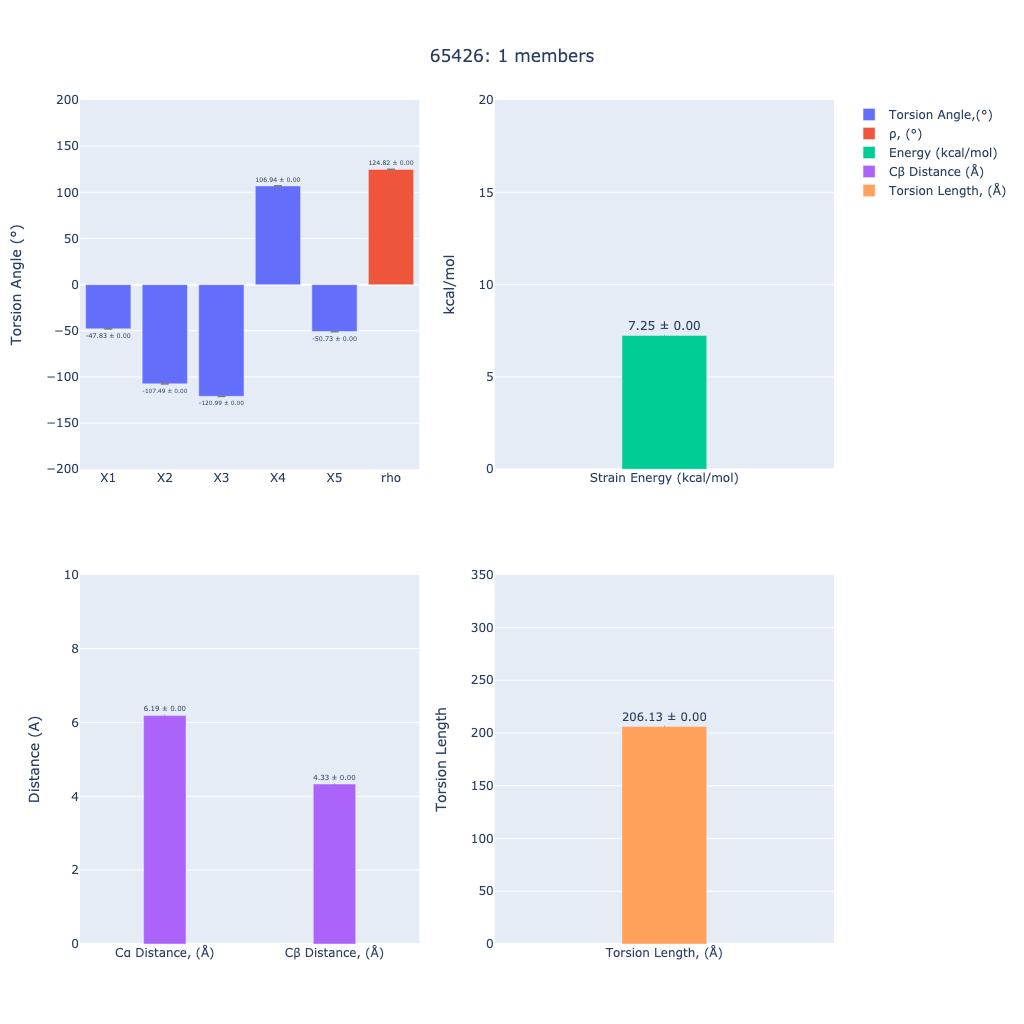 65426: 1 members
Torsion Angle (°)
200
150
100
50
0
−50
−100
−150
−200
-47.83 ± 0.00
-107.49 ± 0.00
-120.99 ± 0.00
106.94 ± 0.00
-50.73 ± 0.00
124.82 ± 0.00
X1 X2 X3 X4 X5 rho
kcal/mol
20
15
10
5
0
7.25 ± 0.00
Strain Energy (kcal/mol)
Torsion Angle,(°)
ρ, (°)
Energy (kcal/mol)
Cβ Distance (Å)
Torsion Length, (Å)
Distance (A)
10
8
6
4
2
0
6.19 ± 0.00
4.33 ± 0.00
Cα Distance, (Å) Cβ Distance, (Å)
Torsion Length
350
300
250
200
150
100
50
0
206.13 ± 0.00
Torsion Length, (Å)